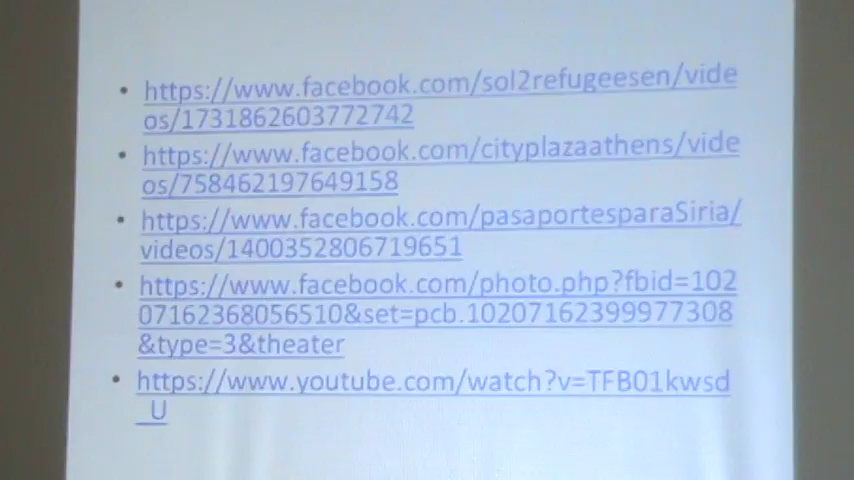 • https://www.facebook.com/sol2refugeesen/vide
os/1731862603772742
• https://www.facebook.com/cityplazaathens/vide
os/758462197649158
• https://www.facebook.com/pasaportesparaSiria/
videos/1400352806719651
• https://www.facebook.com/photo.php?fbid=102
07162368056510&set=pcb.10207162399977308
&type=3&theater
• https://www.youtube.com/watch?v=TFB01kwsd
_U